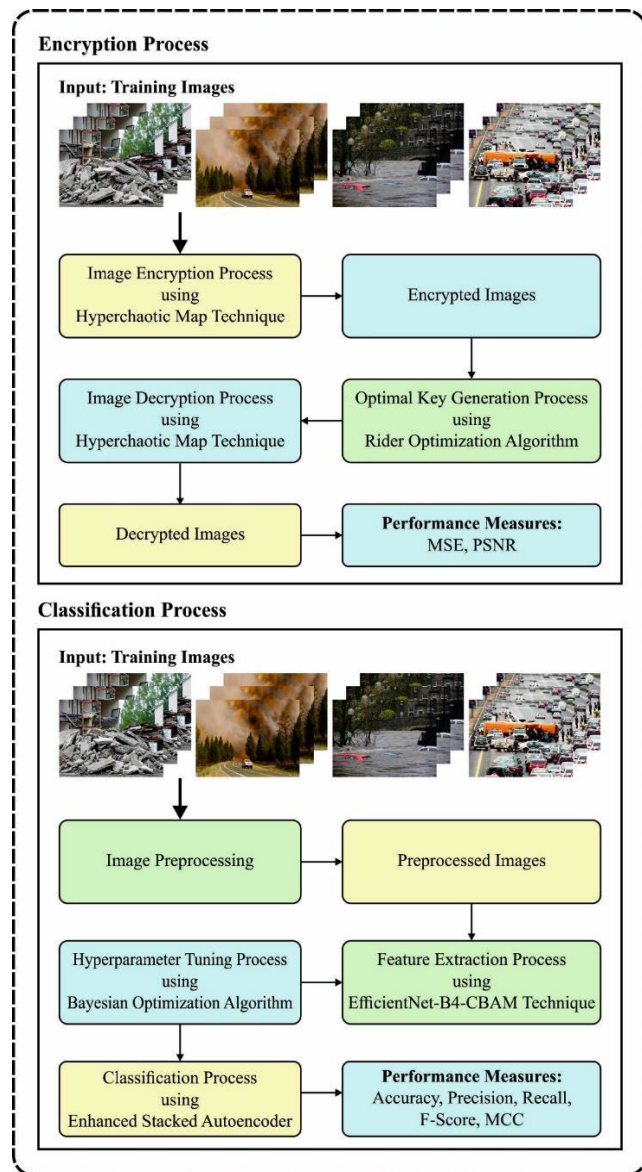 Encryption Process
Input: Training Images
Image Encryption Process
using
Hyperchaotic Map Technique
Encrypted Images
Image Decryption Process
using
Hyperchaotic Map Technique
Optimal Key Generation Process
using
Rider Optimization Algorithm
Decrypted Images
Performance Measures:
MSE, PSNR
Classification Process
Input: Training Images
Image Preprocessing
Preprocessed Images
Hyperparameter Tuning Process
using
Bayesian Optimization Algorithm
Feature Extraction Process
using
EfficientNet-B4-CBAM Technique
Classification Process
using
Enhanced Stacked Autoencoder
Performance Measures:
Accuracy, Precision, Recall,
F-Score, MCC